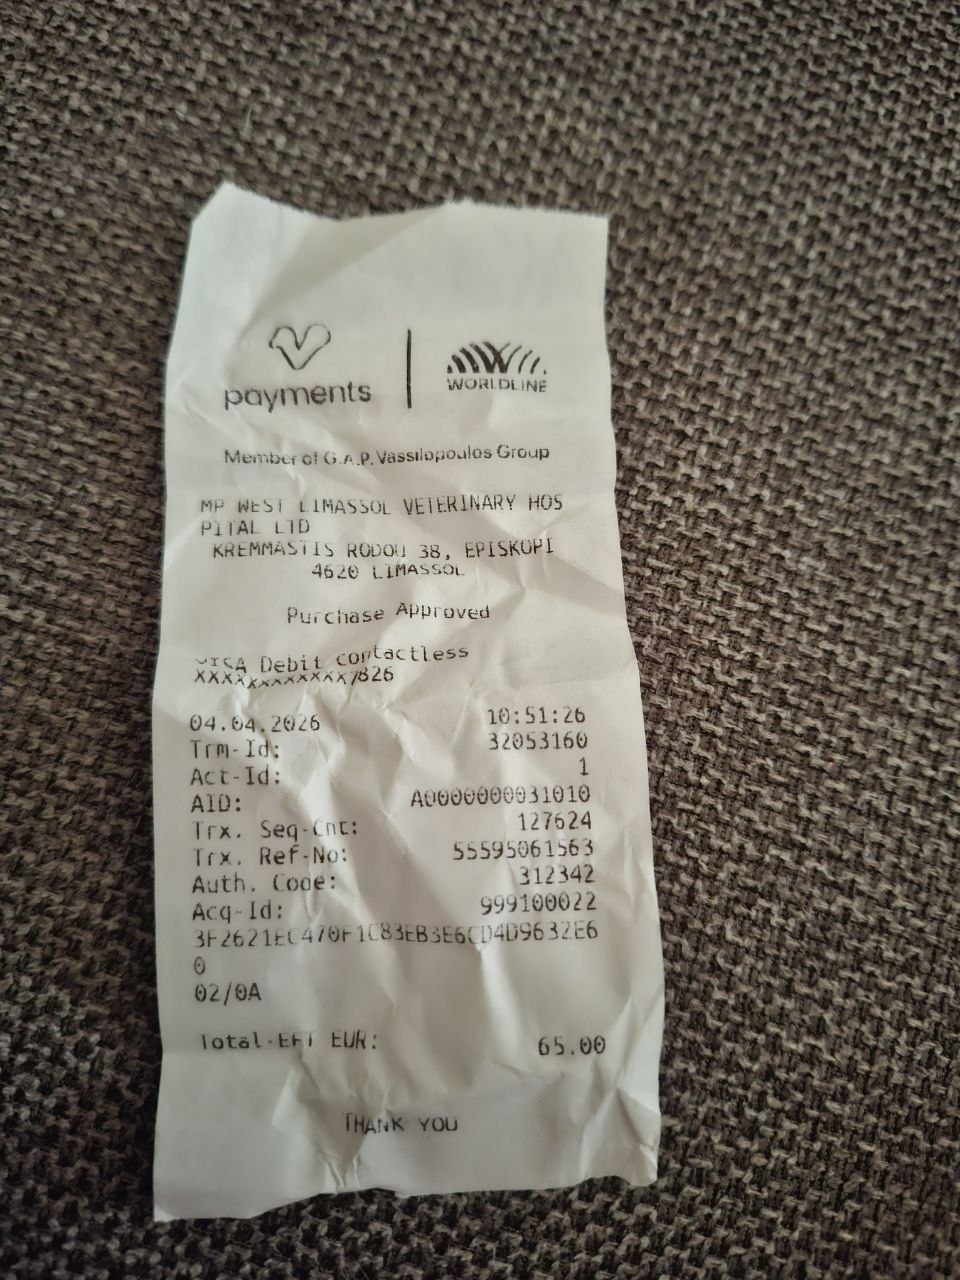 payments
WORLDLINE
Member of G.A.P. Vassilopoulos Group
MP WEST LIMASSOL VETERINARY HOS
PITAL LTD
KREMMASTIS RODOU 38, EPISKOPI
4620 LIMASSOL
Purchase Approved
VISA Debit contactless
XXXXXXXXXXXX7826
04.04.2026 10:51:26
Trm-Id: 32053160
Act-Id: 1
AID: A0000000031010
Trx. Seq-Cnt: 127624
Trx. Ref-No: 55595061563
Auth. Code: 312342
Acq-Id: 999100022
3F2621EC470F1C83EB3E6CD4D9632E6
0
02/0A
Total-EFT EUR: 65.00
THANK YOU